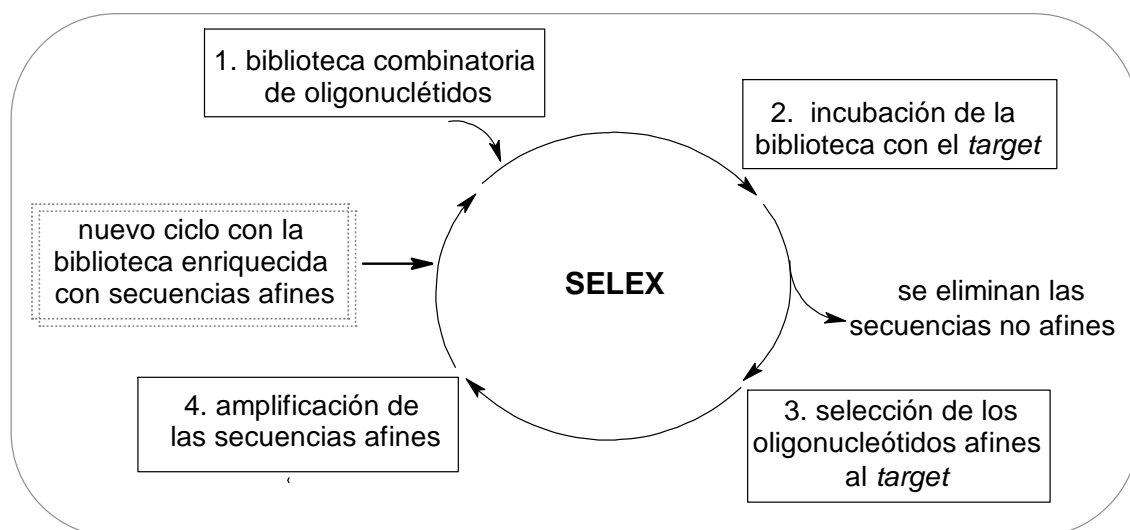 1. biblioteca combinatoria
de oligonuclétidos
2. incubación de la
biblioteca con el target
nuevo ciclo con la
biblioteca enriquecida
con secuencias afines
SELEX
se eliminan las
secuencias no afines
4. amplificación de
las secuencias afines
3. selección de los
oligonucleótidos afines
al target